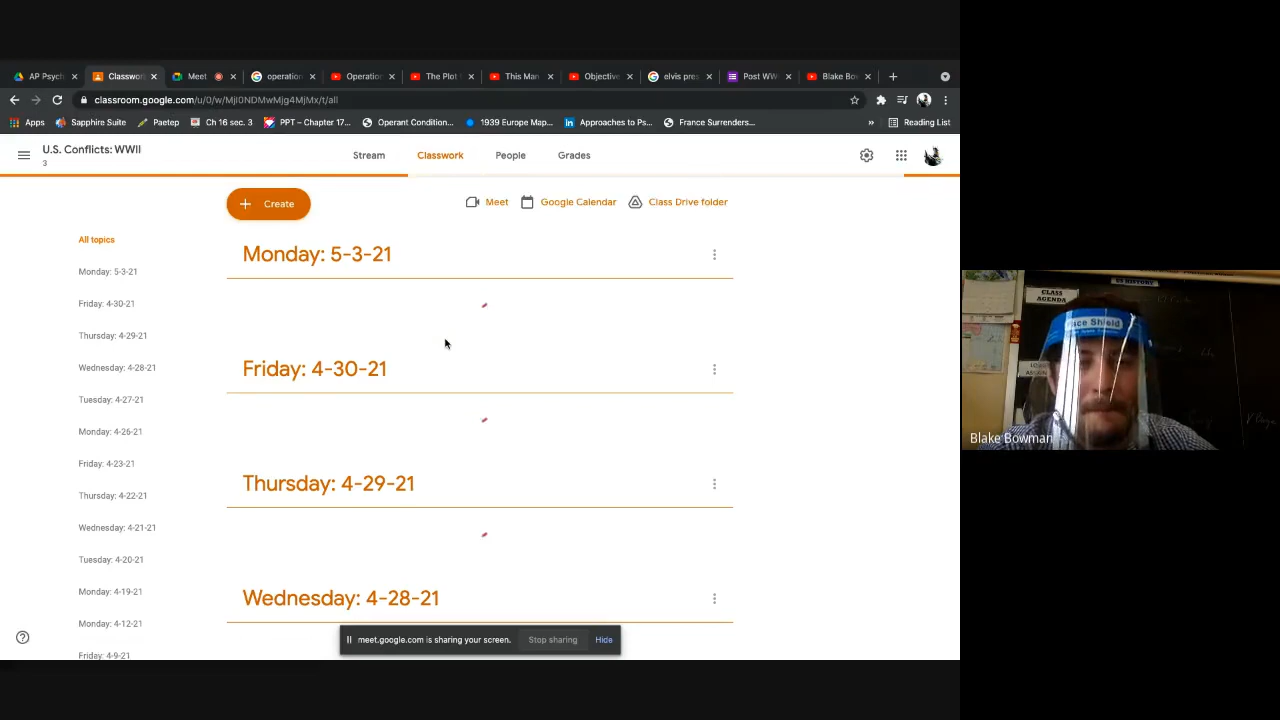 AP Psych
Classwork
Meet
operation
Operation
The Plot
This Man
Objective
elvis pres
Post WW
Blake Bow
classroom.google.com/u/0/w/MjI0NDMwMjg4MjMx/t/all
Apps
Sapphire Suite
Paetep
Ch 16 sec. 3
PPT – Chapter 17...
Operant Condition...
1939 Europe Map...
Approaches to Ps...
France Surrenders...
»
Reading List
U.S. Conflicts: WWII
3
Stream
Classwork
People
Grades
+ Create
Meet
Google Calendar
Class Drive folder
All topics
Monday: 5-3-21
Friday: 4-30-21
Thursday: 4-29-21
Wednesday: 4-28-21
Tuesday: 4-27-21
Monday: 4-26-21
Friday: 4-23-21
Thursday: 4-22-21
Wednesday: 4-21-21
Tuesday: 4-20-21
Monday: 4-19-21
Monday: 4-12-21
Friday: 4-9-21
Monday: 5-3-21
Friday: 4-30-21
Thursday: 4-29-21
Wednesday: 4-28-21
meet.google.com is sharing your screen.
Stop sharing
Hide
US HISTORY
CLASS
AGENDA
Face Shield
Blake Bowman